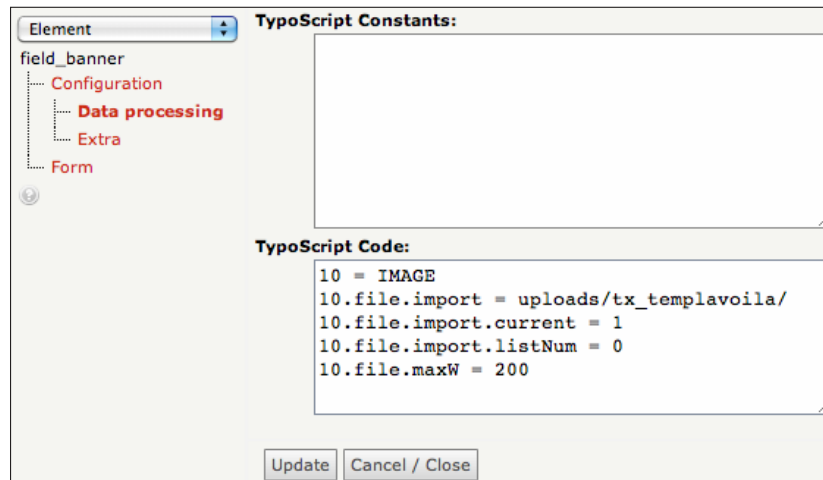 Element
field_banner
Configuration
Data processing
Extra
Form
TypoScript Constants:
TypoScript Code:
10 = IMAGE
10.file.import = uploads/tx_templavoila/
10.file.import.current = 1
10.file.import.listNum = 0
10.file.maxW = 200
Update
Cancel / Close